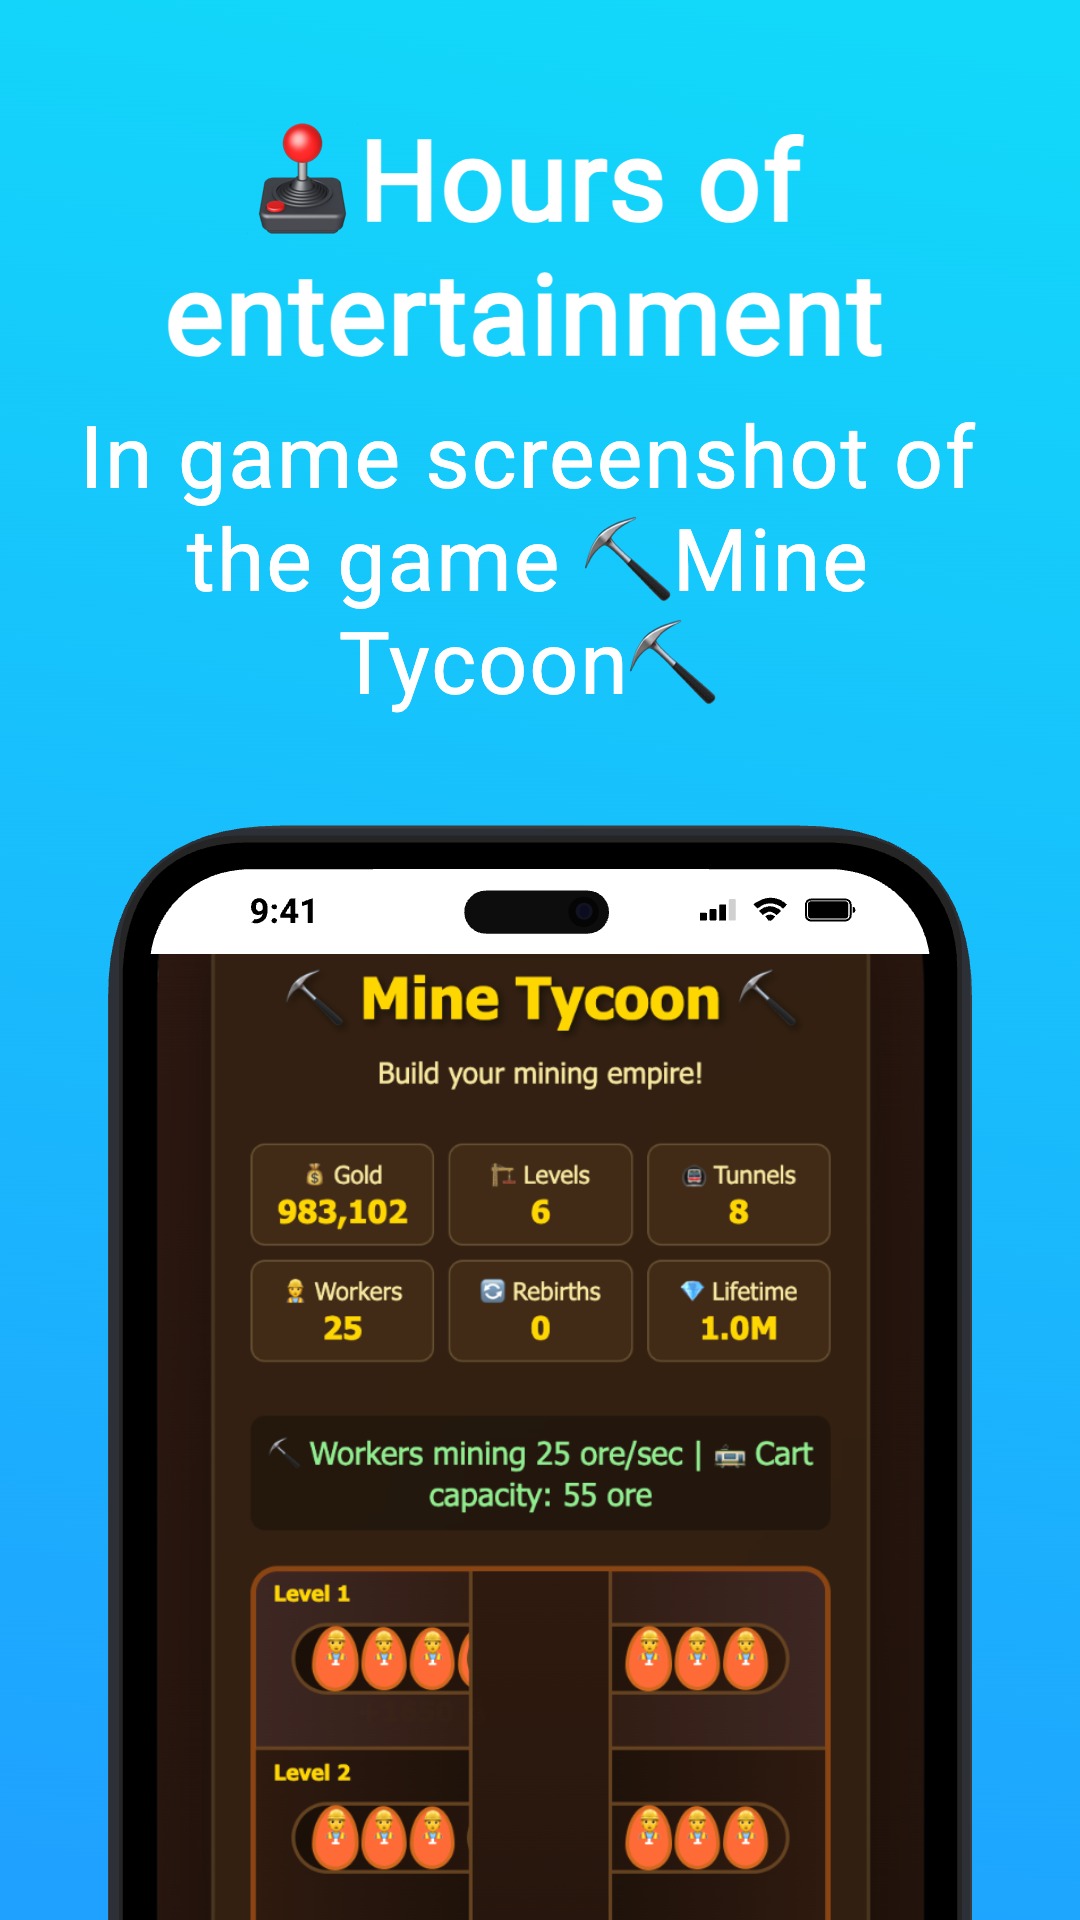 🕹️Hours of
entertainment
In game screenshot of
the game ⛏️Mine
Tycoon⛏️
9:41
⛏️ Mine Tycoon ⛏️
Build your mining empire!
💰 Gold
983,102
🏗️ Levels
6
🚇 Tunnels
8
👷 Workers
25
🔄 Rebirths
0
💎 Lifetime
1.0M
⛏️ Workers mining 25 ore/sec | 🚋 Cart
capacity: 55 ore
Level 1
Level 2